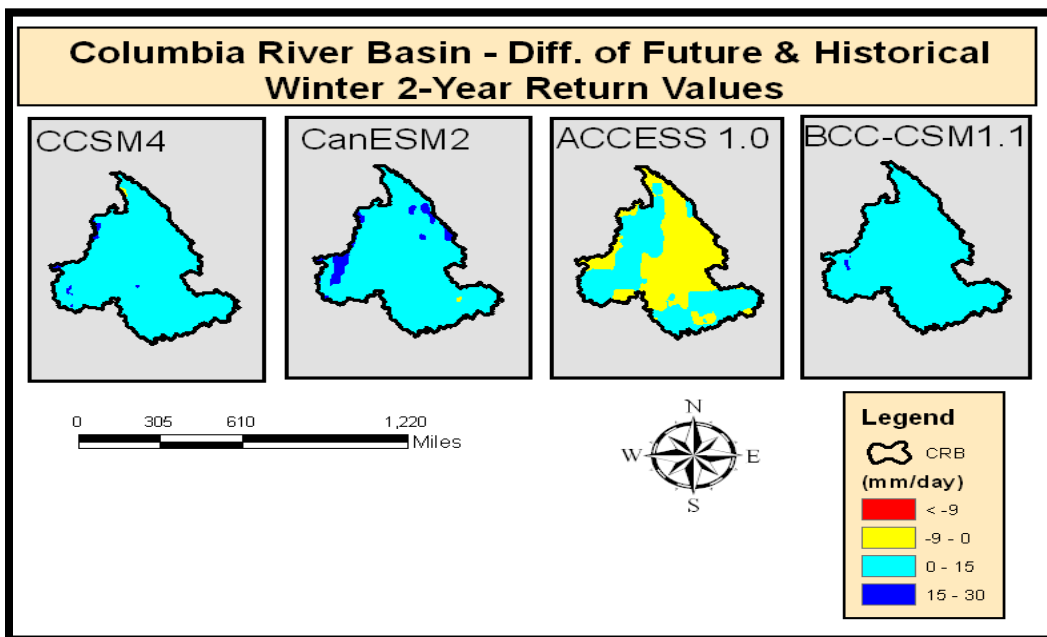 Columbia River Basin - Diff. of Future & Historical
Winter 2-Year Return Values
CCSM4
CanESM2
ACCESS 1.0
BCC-CSM1.1
0 305 610 1,220
Miles
N
W E
S
Legend
CRB
(mm/day)
< -9
-9 - 0
0 - 15
15 - 30